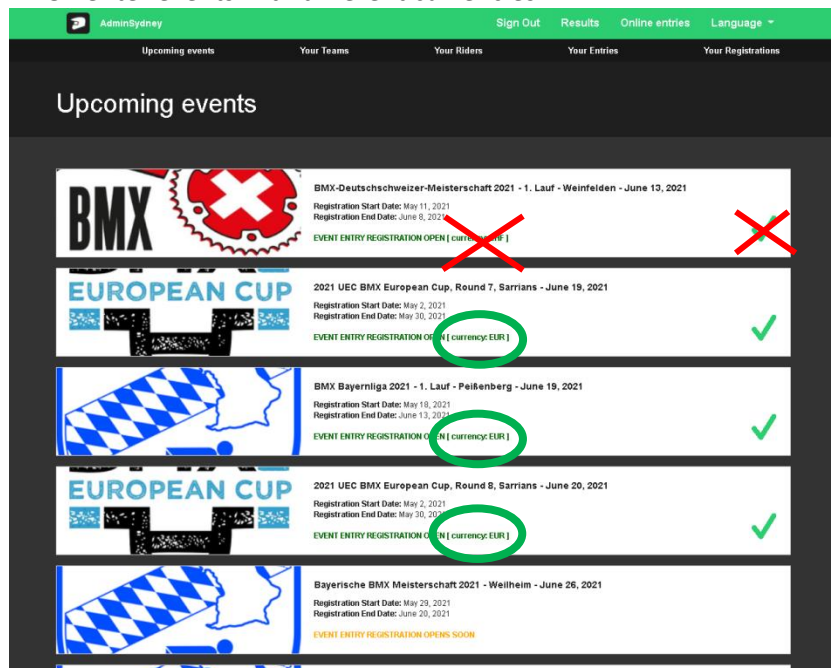 AdminSydney
Sign Out Results Online entries Language
Upcoming events Your Teams Your Riders Your Entries Your Registrations
Upcoming events
BMX
BMX-Deutschschweizer-Meisterschaft 2021 - 1. Lauf - Weinfelden - June 13, 2021
Registration Start Date: May 11, 2021
Registration End Date: June 8, 2021
EVENT ENTRY REGISTRATION OPEN [ currency: CHF ]
EUROPEAN CUP
2021 UEC BMX European Cup, Round 7, Sarrians - June 19, 2021
Registration Start Date: May 2, 2021
Registration End Date: May 30, 2021
EVENT ENTRY REGISTRATION OPEN [ currency: EUR ]
BMX Bayernliga 2021 - 1. Lauf - Peißenberg - June 19, 2021
Registration Start Date: May 18, 2021
Registration End Date: June 13, 2021
EVENT ENTRY REGISTRATION OPEN [ currency: EUR ]
EUROPEAN CUP
2021 UEC BMX European Cup, Round 8, Sarrians - June 20, 2021
Registration Start Date: May 2, 2021
Registration End Date: May 30, 2021
EVENT ENTRY REGISTRATION OPEN [ currency: EUR ]
Bayerische BMX Meisterschaft 2021 - Weilheim - June 26, 2021
Registration Start Date: May 29, 2021
Registration End Date: June 20, 2021
EVENT ENTRY REGISTRATION OPENS SOON